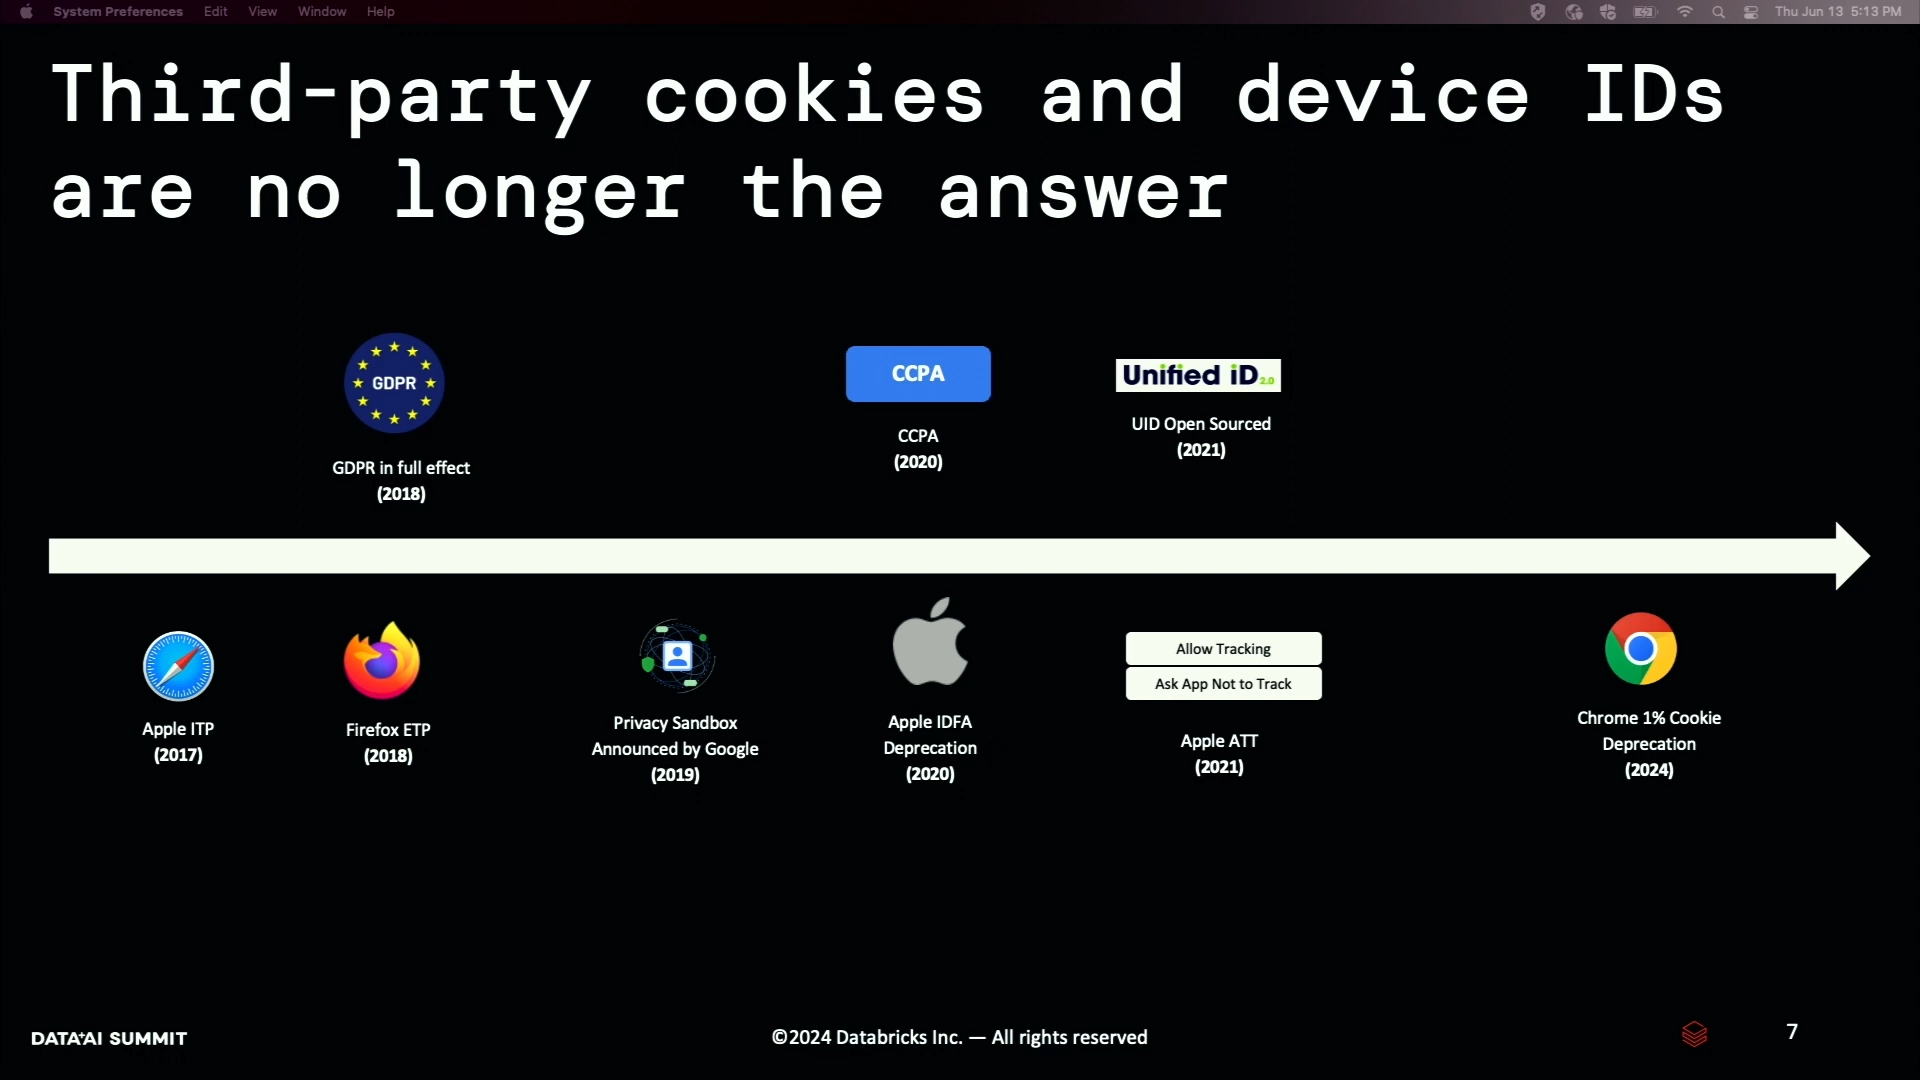 System Preferences Edit View Window Help
Thu Jun 13 5:13 PM
Third-party cookies and device IDs
are no longer the answer
GDPR
GDPR in full effect
(2018)
CCPA
CCPA
(2020)
Unified iD 2.0
UID Open Sourced
(2021)
Apple ITP
(2017)
Firefox ETP
(2018)
Privacy Sandbox
Announced by Google
(2019)
Apple IDFA
Deprecation
(2020)
Allow Tracking
Ask App Not to Track
Apple ATT
(2021)
Chrome 1% Cookie
Deprecation
(2024)
DATA+AI SUMMIT
©2024 Databricks Inc. — All rights reserved
7